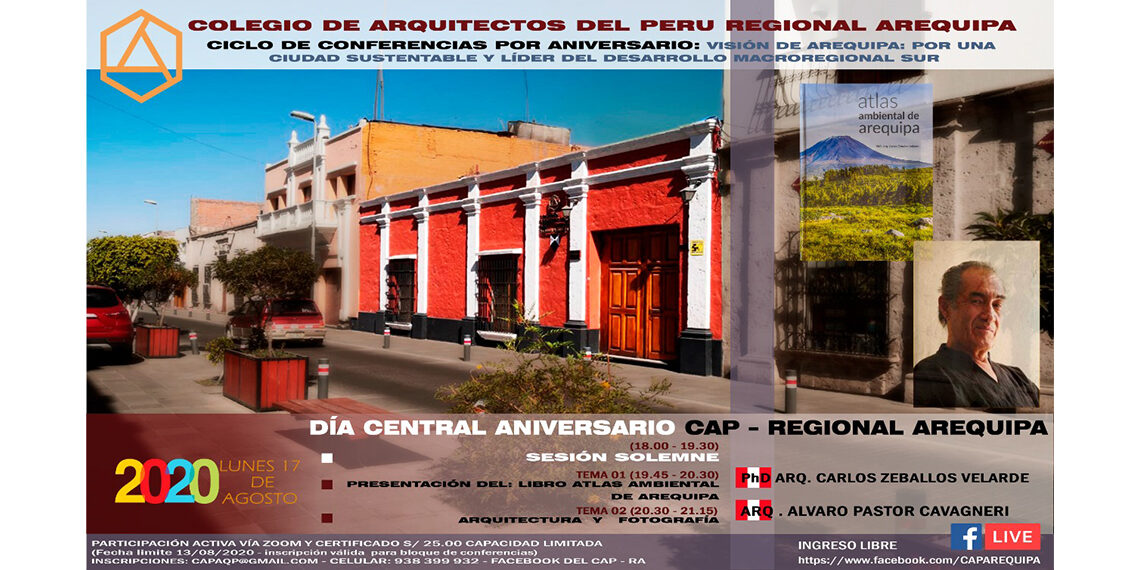 COLEGIO DE ARQUITECTOS DEL PERU REGIONAL AREQUIPA
CICLO DE CONFERENCIAS POR ANIVERSARIO: VISIÓN DE AREQUIPA: POR UNA
CIUDAD SUSTENTABLE Y LÍDER DEL DESARROLLO MACROREGIONAL SUR
atlas
ambiental de
arequipa
DÍA CENTRAL ANIVERSARIO CAP - REGIONAL AREQUIPA
2020
LUNES 17
DE
AGOSTO
(18.00 - 19.30)
SESIÓN SOLEMNE
TEMA 01 (19.45 - 20.30)
PRESENTACIÓN DEL: LIBRO ATLAS AMBIENTAL
DE AREQUIPA
PhD ARQ. CARLOS ZEBALLOS VELARDE
TEMA 02 (20.30 - 21.15)
ARQUITECTURA Y FOTOGRAFÍA
ARQ . ALVARO PASTOR CAVAGNERI
PARTICIPACIÓN ACTIVA VÍA ZOOM Y CERTIFICADO S/ 25.00 CAPACIDAD LIMITADA
(Fecha limite 13/08/2020 - inscripción válida para bloque de conferencias)
INSCRIPCIONES: CAPAQP@GMAIL.COM - CELULAR: 938 399 932 - FACEBOOK DEL CAP - RA
INGRESO LIBRE
f LIVE
https://www.facebook.com/CAPAREQUIPA